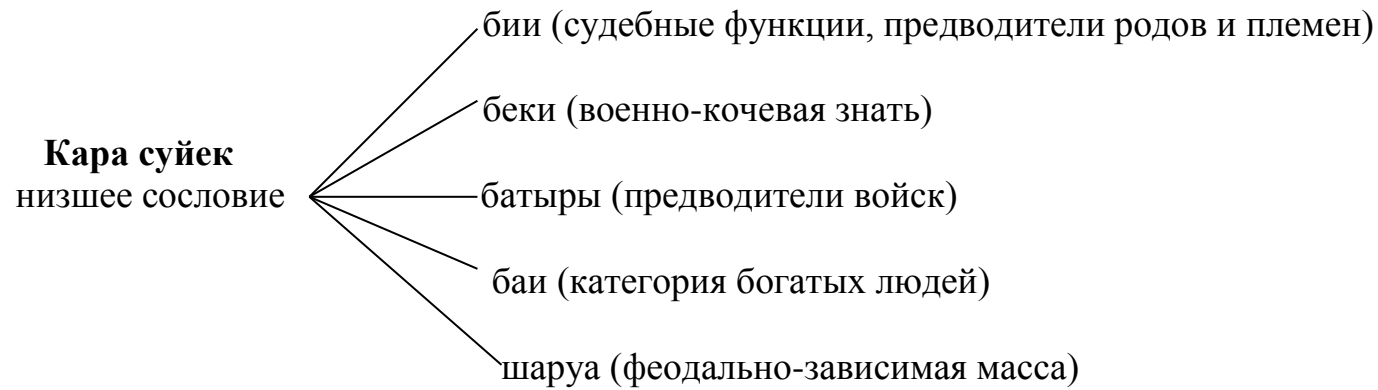 бии (судебные функции, предводители родов и племен)
беки (военно-кочевая знать)
Кара суйек
низшее сословие
батыры (предводители войск)
баи (категория богатых людей)
шаруа (феодально-зависимая масса)